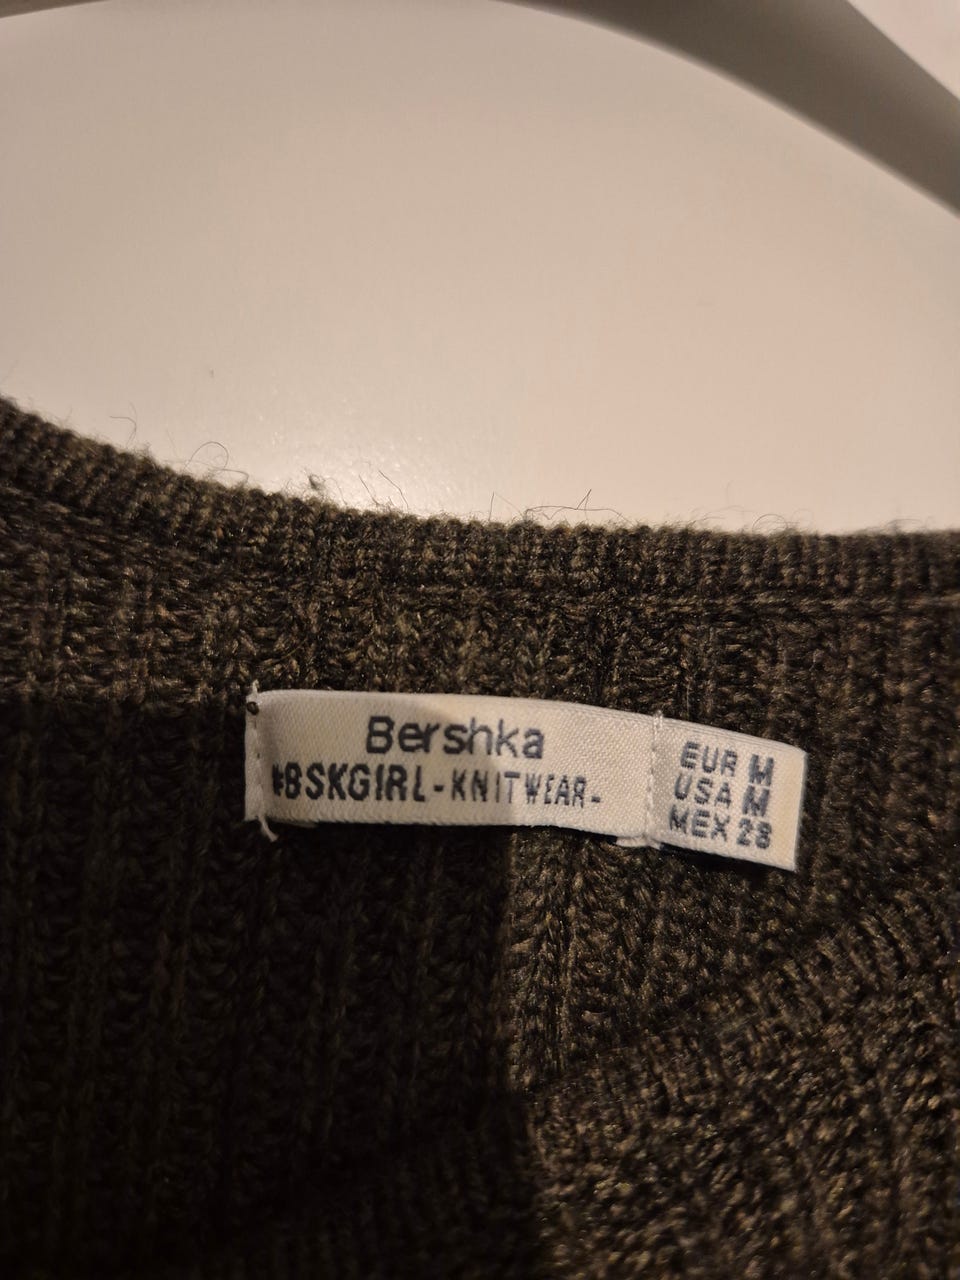 Bershka
#BSKGIRL-KNITWEAR-
EUR M
USA M
MEX 28